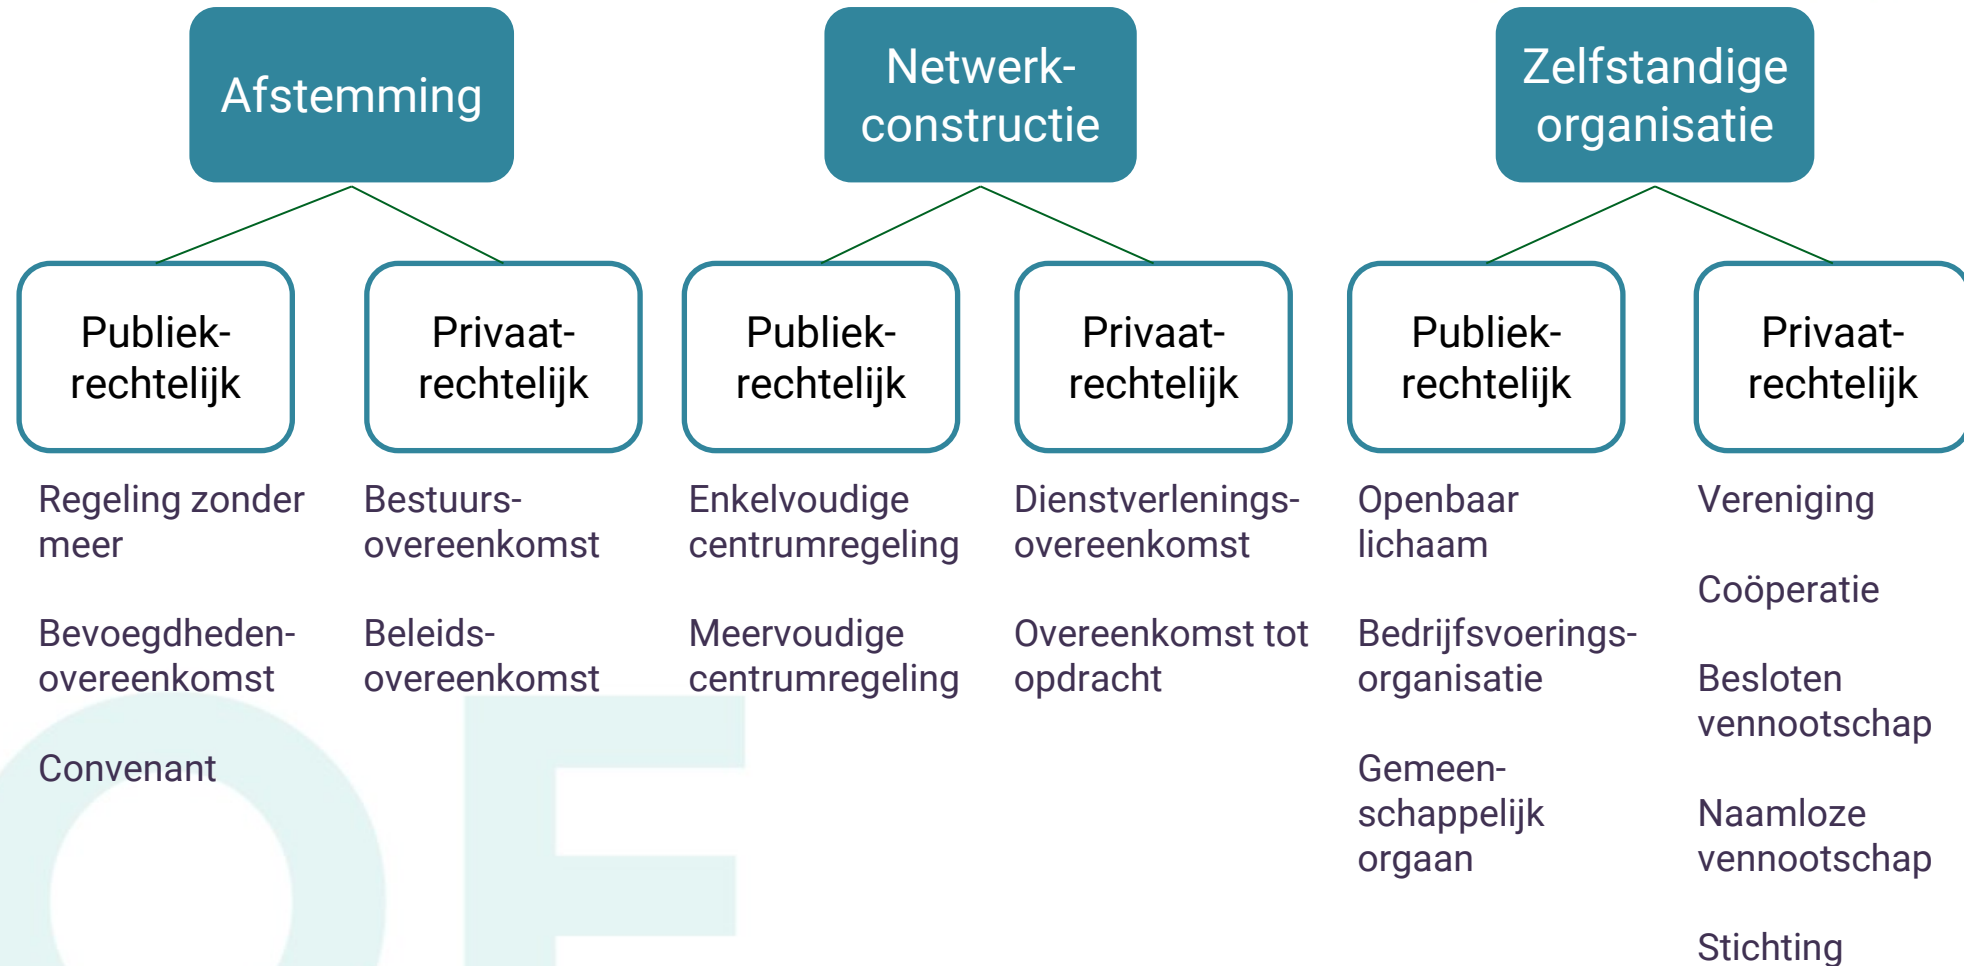 Afstemming
Netwerk-
constructie
Zelfstandige
organisatie
Publiek-
rechtelijk
Privaat-
rechtelijk
Publiek-
rechtelijk
Privaat-
rechtelijk
Publiek-
rechtelijk
Privaat-
rechtelijk
Regeling zonder
meer
Bevoegdheden-
overeenkomst
Convenant
Bestuurs-
overeenkomst
Beleids-
overeenkomst
Enkelvoudige
centrumregeling
Meervoudige
centrumregeling
Dienstverlenings-
overeenkomst
Overeenkomst tot
opdracht
Openbaar
lichaam
Bedrijfsvoerings-
organisatie
Gemeen-
schappelijk
orgaan
Vereniging
Coöperatie
Besloten
vennootschap
Naamloze
vennootschap
Stichting